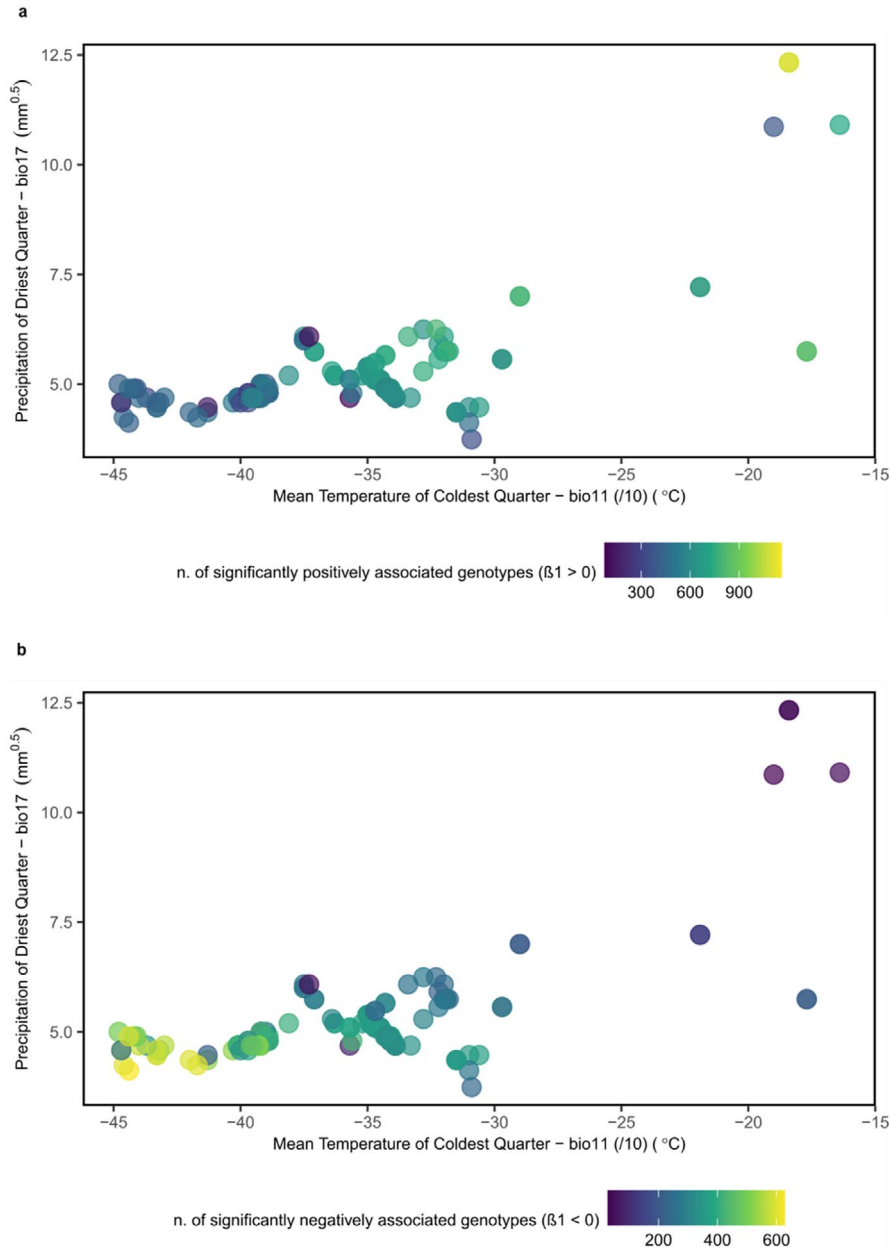 a
12.5
10.0
7.5
5.0
Precipitation of Driest Quarter − bio17 (mm^0.5)
−45 −40 −35 −30 −25 −20 −15
Mean Temperature of Coldest Quarter − bio11 (/10) ( °C)
n. of significantly positively associated genotypes (ß1 > 0)
300 600 900
b
12.5
10.0
7.5
5.0
Precipitation of Driest Quarter − bio17 (mm^0.5)
−45 −40 −35 −30 −25 −20 −15
Mean Temperature of Coldest Quarter − bio11 (/10) ( °C)
n. of significantly negatively associated genotypes (ß1 < 0)
200 400 600